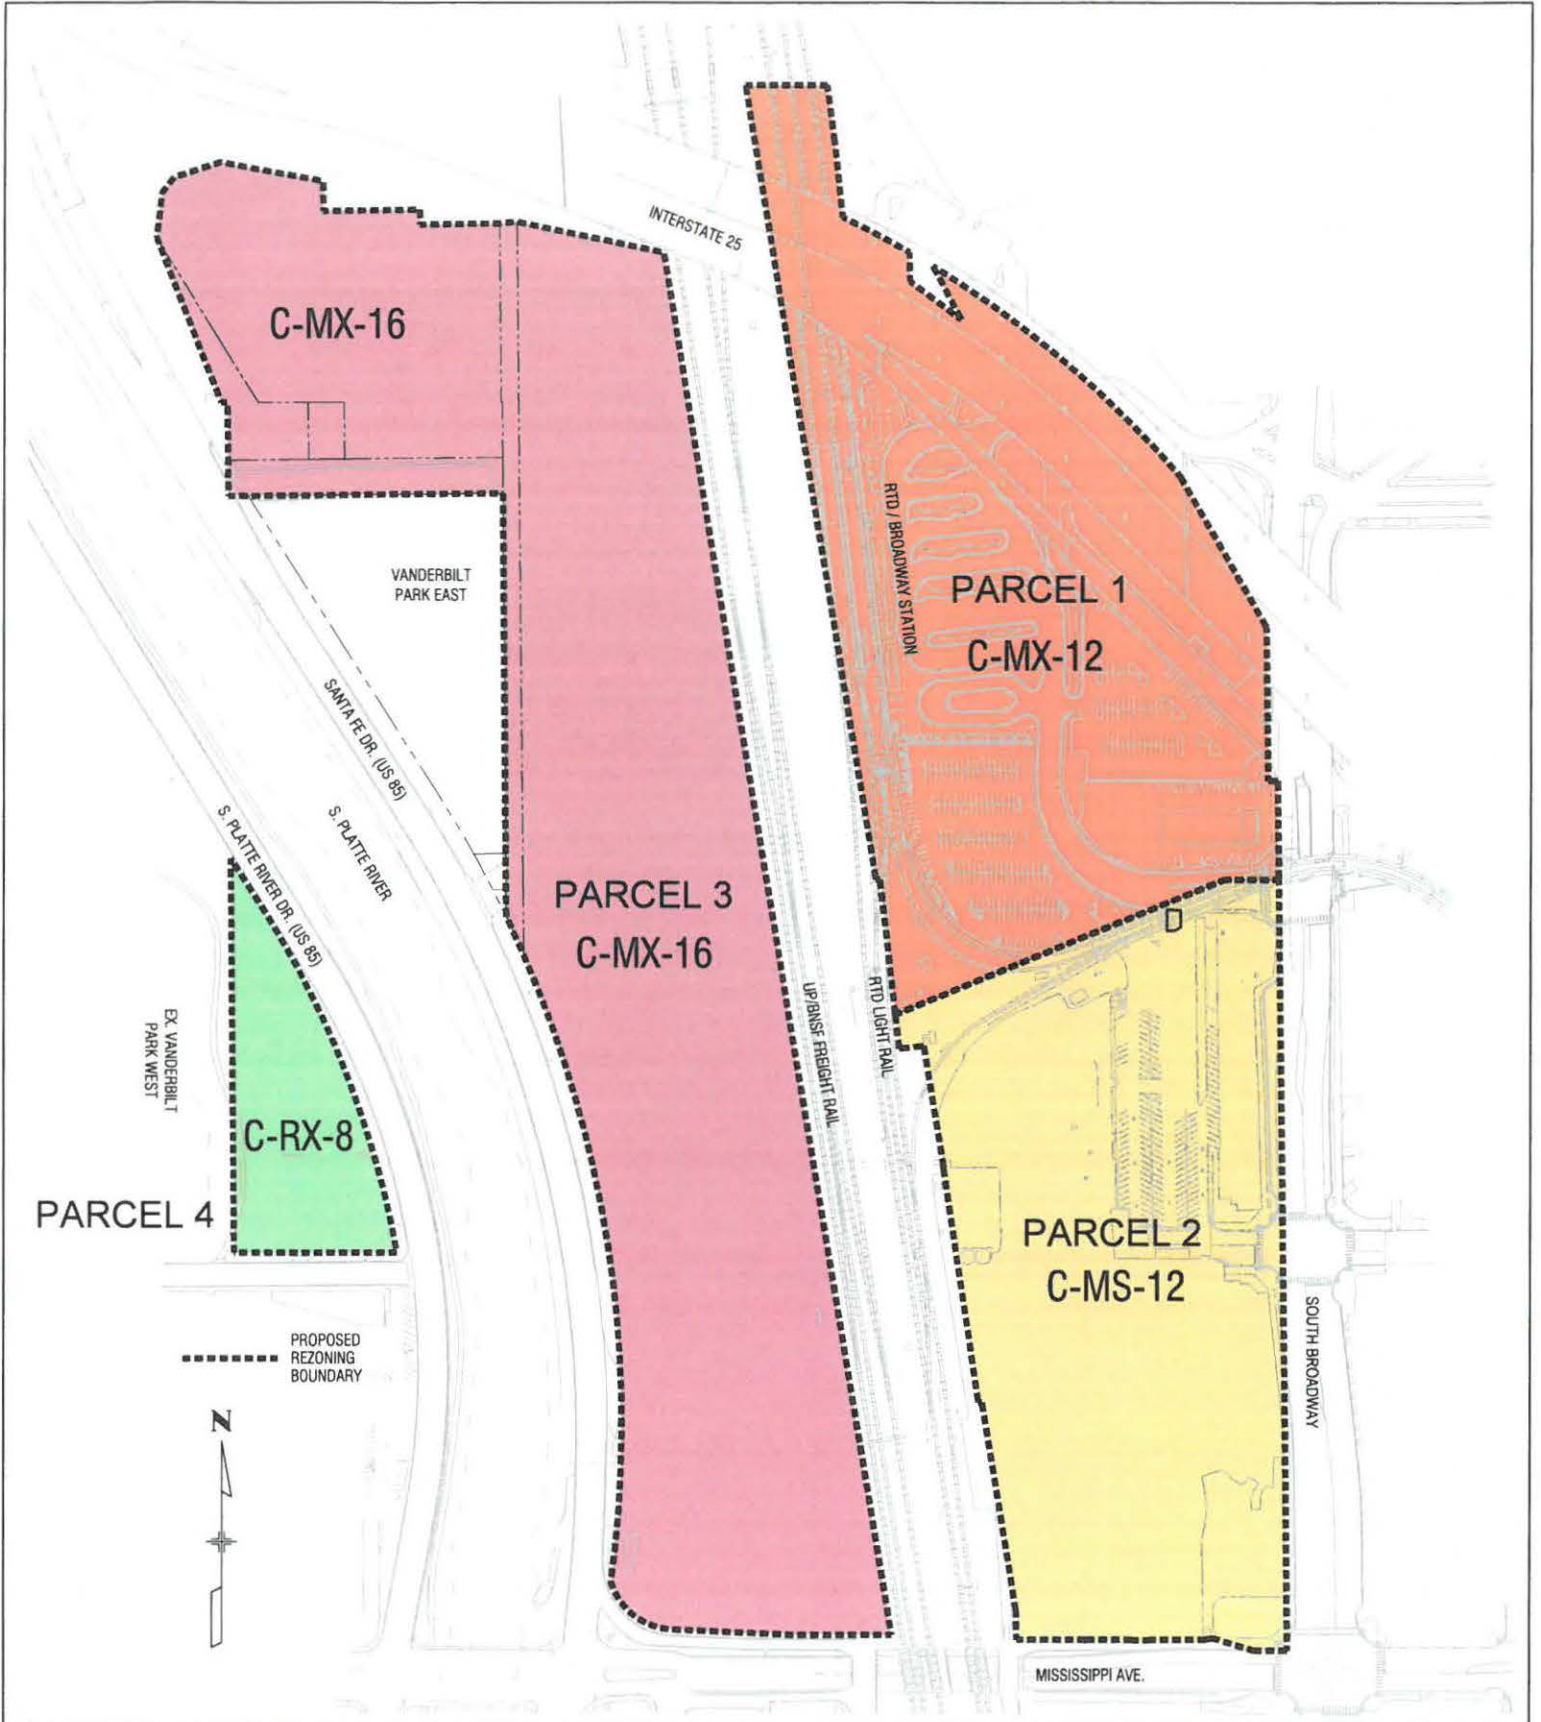 INTERSTATE 25
C-MX-16
RTD / BROADWAY STATION
VANDERBILT
PARK EAST
PARCEL 1
C-MX-12
SANTA FE DR. (US 85)
S. PLATTE RIVER
S. PLATTE RIVER DR. (US 85)
PARCEL 3
C-MX-16
UP/BNSF FREIGHT RAIL
RTD LIGHT RAIL
EX. VANDERBILT
PARK WEST
C-RX-8
PARCEL 4
PARCEL 2
C-MS-12
SOUTH BROADWAY
PROPOSED
REZONING
BOUNDARY
N
MISSISSIPPI AVE.